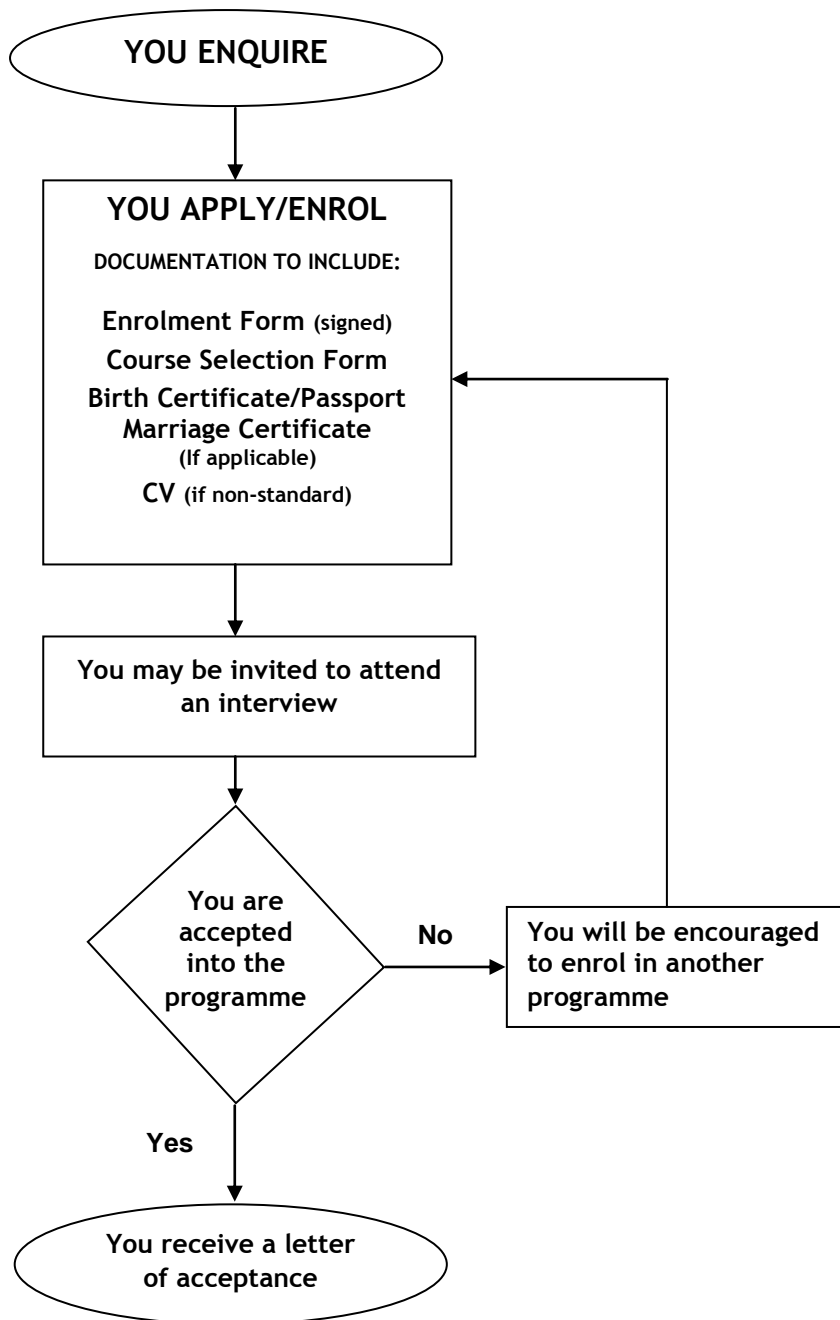 YOU ENQUIRE
YOU APPLY/ENROL
DOCUMENTATION TO INCLUDE:
Enrolment Form (signed)
Course Selection Form
Birth Certificate/Passport
Marriage Certificate
(If applicable)
CV (if non-standard)
You may be invited to attend
an interview
You are
accepted
into the
programme
No
You will be encouraged
to enrol in another
programme
Yes
You receive a letter
of acceptance